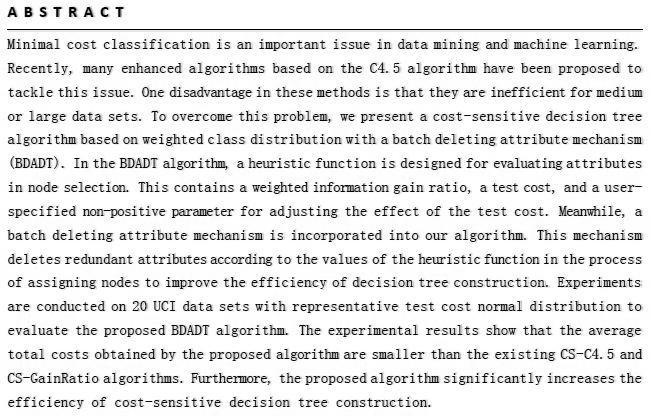 ABSTRACT
Minimal cost classification is an important issue in data mining and machine learning.
Recently, many enhanced algorithms based on the C4.5 algorithm have been proposed to
tackle this issue. One disadvantage in these methods is that they are inefficient for medium
or large data sets. To overcome this problem, we present a cost-sensitive decision tree
algorithm based on weighted class distribution with a batch deleting attribute mechanism
(BDADT). In the BDADT algorithm, a heuristic function is designed for evaluating attributes
in node selection. This contains a weighted information gain ratio, a test cost, and a user-
specified non-positive parameter for adjusting the effect of the test cost. Meanwhile, a
batch deleting attribute mechanism is incorporated into our algorithm. This mechanism
deletes redundant attributes according to the values of the heuristic function in the process
of assigning nodes to improve the efficiency of decision tree construction. Experiments
are conducted on 20 UCI data sets with representative test cost normal distribution to
evaluate the proposed BDADT algorithm. The experimental results show that the average
total costs obtained by the proposed algorithm are smaller than the existing CS-C4.5 and
CS-GainRatio algorithms. Furthermore, the proposed algorithm significantly increases the
efficiency of cost-sensitive decision tree construction.